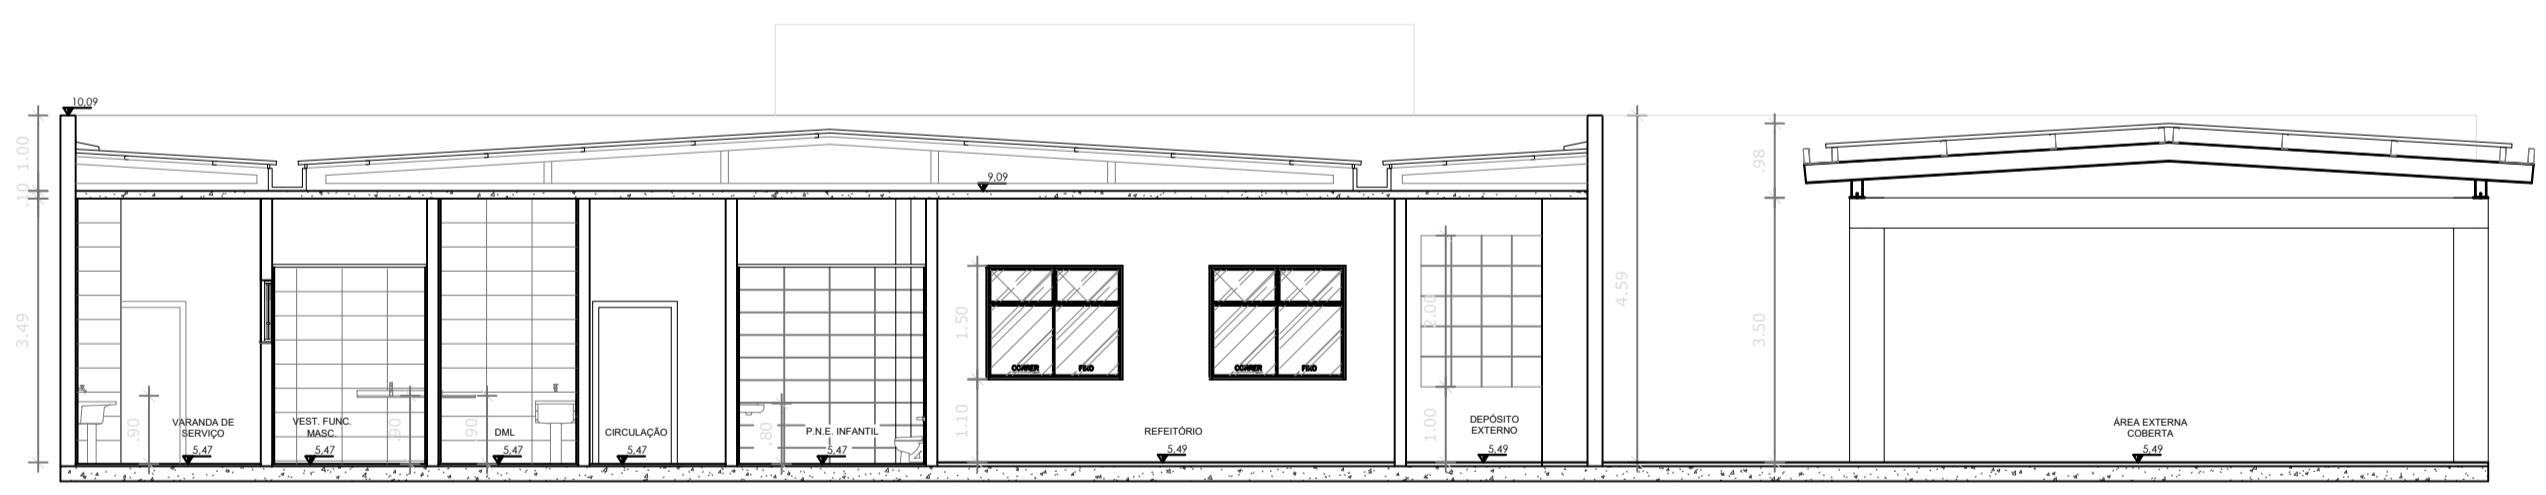 10,09
1.00
10
9,09
.98
3.49
4.59
3.50
1.50
2.00
CORRER FIXO
CORRER FIXO
.90
.90
.90
.80
1.10
1.00
VARANDA DE
SERVIÇO
5,47
VEST. FUNC.
MASC.
5,47
DML
5,47
CIRCULAÇÃO
5,47
P.N.E. INFANTIL
5,47
REFEITÓRIO
5,49
DEPÓSITO
EXTERNO
5,49
ÁREA EXTERNA
COBERTA
5,49